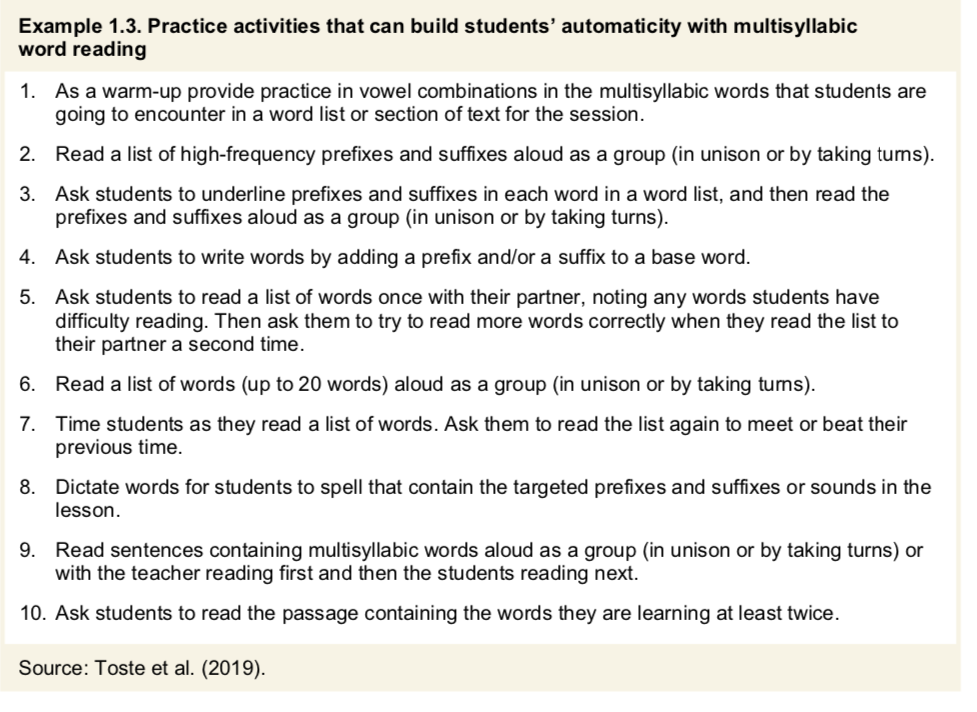 Example 1.3. Practice activities that can build students’ automaticity with multisyllabic
word reading
1. As a warm-up provide practice in vowel combinations in the multisyllabic words that students are
going to encounter in a word list or section of text for the session.
2. Read a list of high-frequency prefixes and suffixes aloud as a group (in unison or by taking turns).
3. Ask students to underline prefixes and suffixes in each word in a word list, and then read the
prefixes and suffixes aloud as a group (in unison or by taking turns).
4. Ask students to write words by adding a prefix and/or a suffix to a base word.
5. Ask students to read a list of words once with their partner, noting any words students have
difficulty reading. Then ask them to try to read more words correctly when they read the list to
their partner a second time.
6. Read a list of words (up to 20 words) aloud as a group (in unison or by taking turns).
7. Time students as they read a list of words. Ask them to read the list again to meet or beat their
previous time.
8. Dictate words for students to spell that contain the targeted prefixes and suffixes or sounds in the
lesson.
9. Read sentences containing multisyllabic words aloud as a group (in unison or by taking turns) or
with the teacher reading first and then the students reading next.
10. Ask students to read the passage containing the words they are learning at least twice.
Source: Toste et al. (2019).